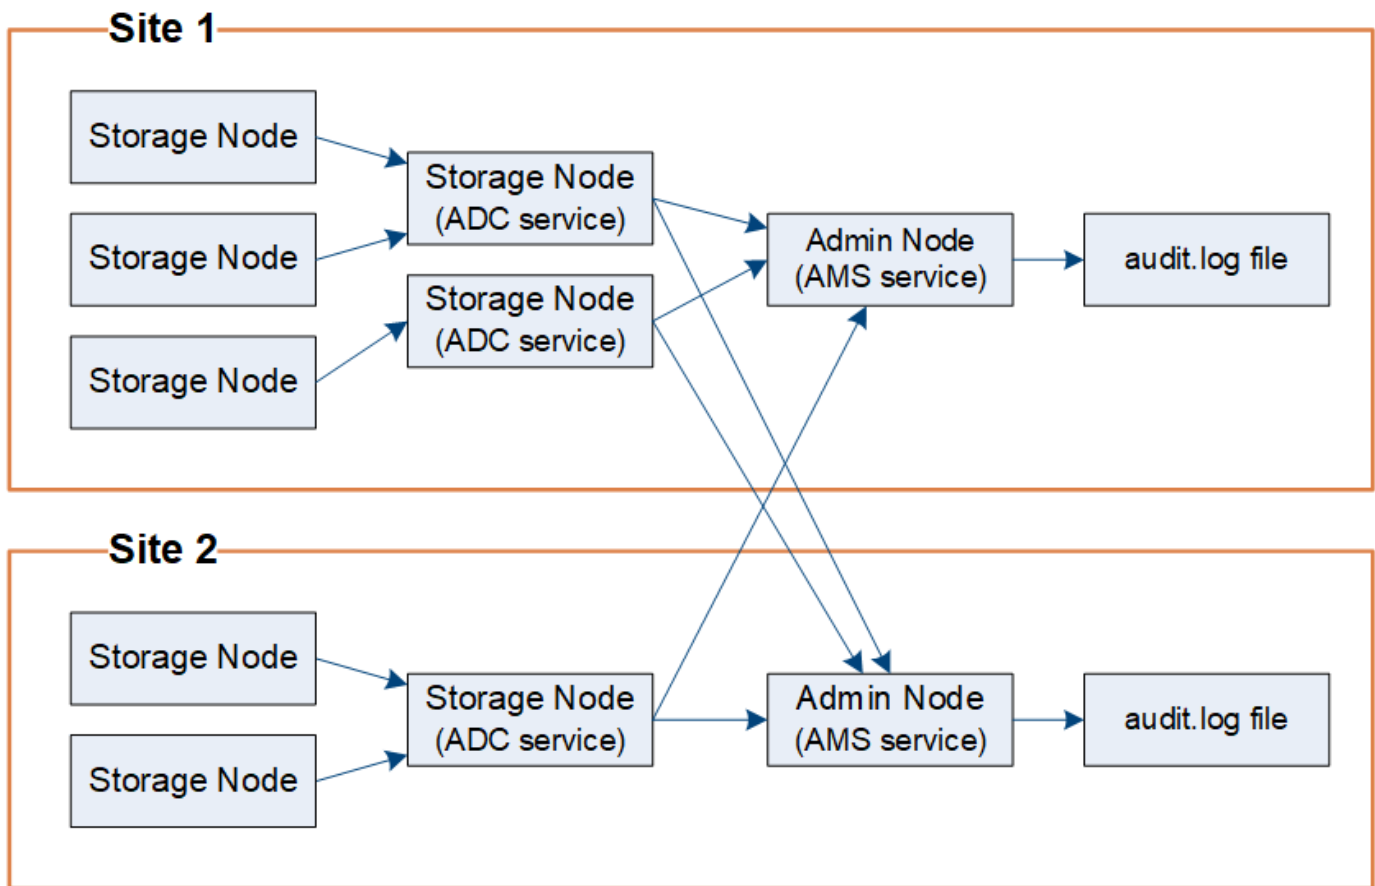 Site 1
Storage Node
Storage Node
Storage Node
Storage Node
(ADC service)
Storage Node
(ADC service)
Admin Node
(AMS service)
audit.log file
Site 2
Storage Node
Storage Node
Storage Node
(ADC service)
Admin Node
(AMS service)
audit.log file